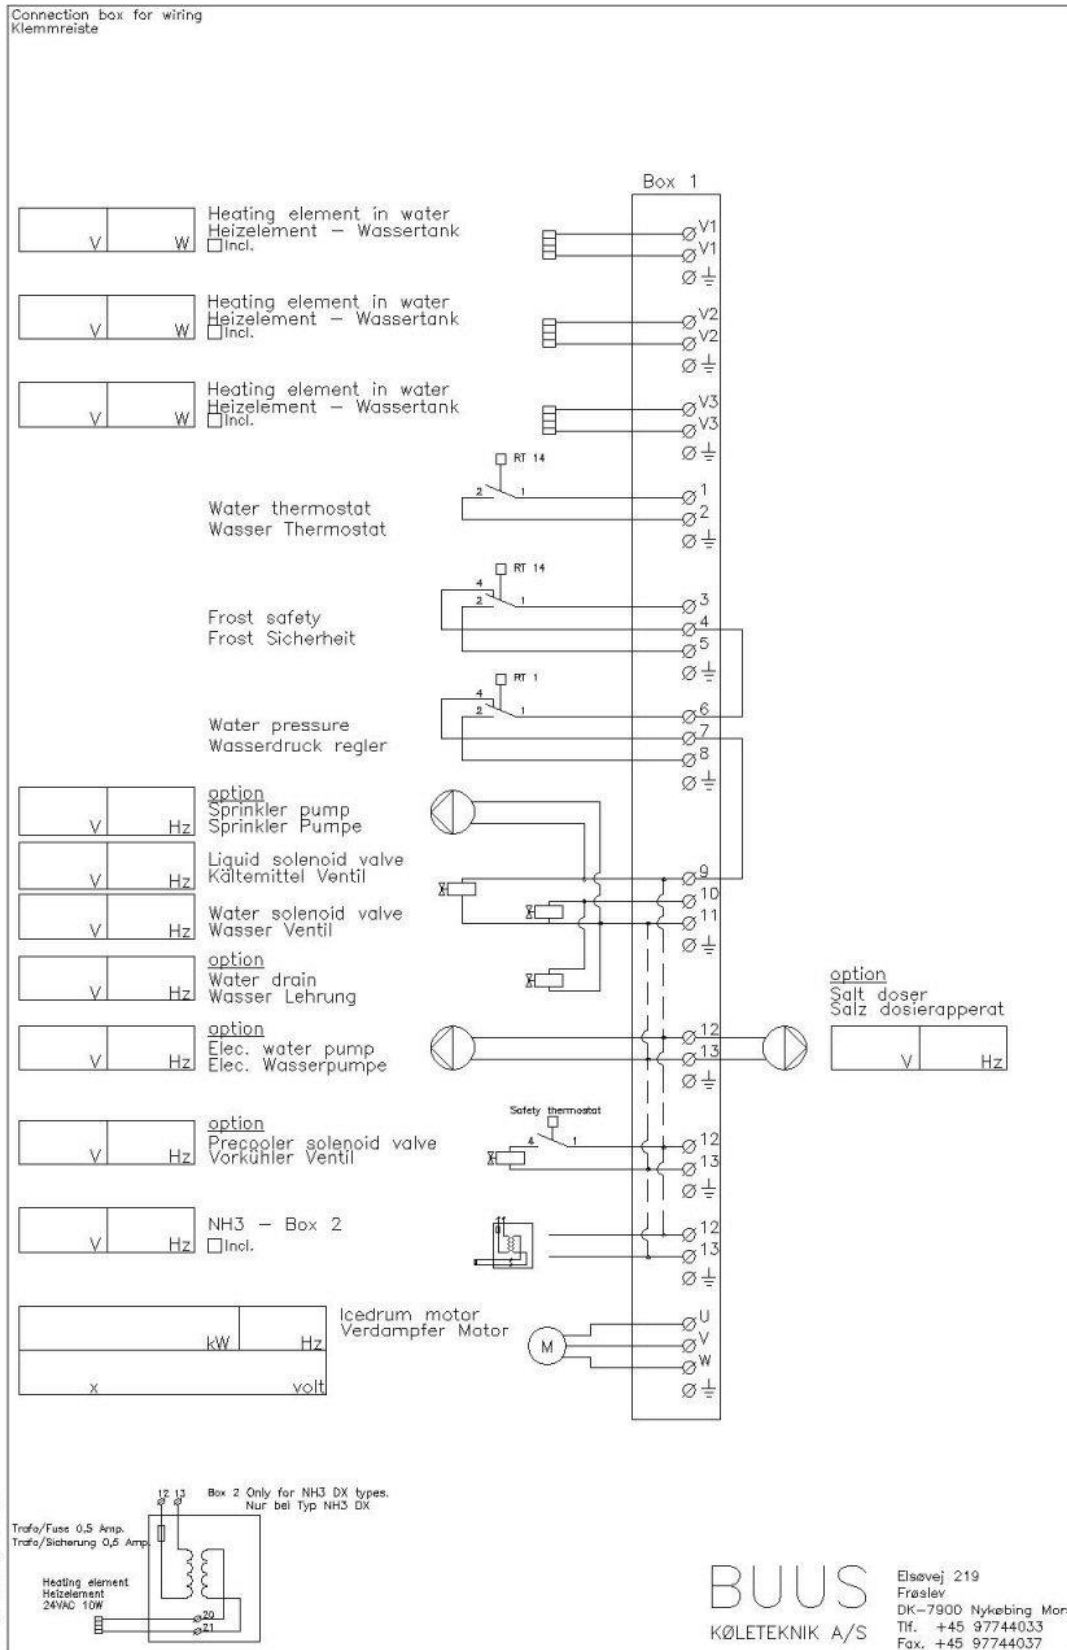 Connection box for wiring
Klemmreiste
Box 1
V W
Heating element in water
Heizelement – Wassertank
Incl.
V1
V1
V W
Heating element in water
Heizelement – Wassertank
Incl.
V2
V2
V W
Heating element in water
Heizelement – Wassertank
Incl.
V3
V3
RT 14
2 1
1
2
Water thermostat
Wasser Thermostat
RT 14
4
2 1
3
4
5
Frost safety
Frost Sicherheit
RT 1
4
2 1
6
7
8
Water pressure
Wasserdruck regler
V Hz
option
Sprinkler pump
Sprinkler Pumpe
V Hz
Liquid solenoid valve
Kältemittel Ventil
9
10
11
V Hz
Water solenoid valve
Wasser Ventil
V Hz
option
Water drain
Wasser Lehrung
option
Salt doser
Salz dosierapperat
V Hz
V Hz
option
Elec. water pump
Elec. Wasserpumpe
12
13
V Hz
option
Precooler solenoid valve
Vorkühler Ventil
Safety thermostat
4 1
12
13
V Hz
NH3 – Box 2
Incl.
12
13
kW Hz
x volt
Icedrum motor
Verdampfer Motor
M
U
V
W
12 13
Box 2 Only for NH3 DX types.
Nur bei Typ NH3 DX
Trafo/Fuse 0,5 Amp.
Trafo/Sicherung 0,5 Amp.
Heating element
Heizelement
24VAC 10W
20
21
BUUS
KØLETEKNIK A/S
Elsøvej 219
Frøslev
DK–7900 Nykøbing Mors
Tlf. +45 97744033
Fax. +45 97744037